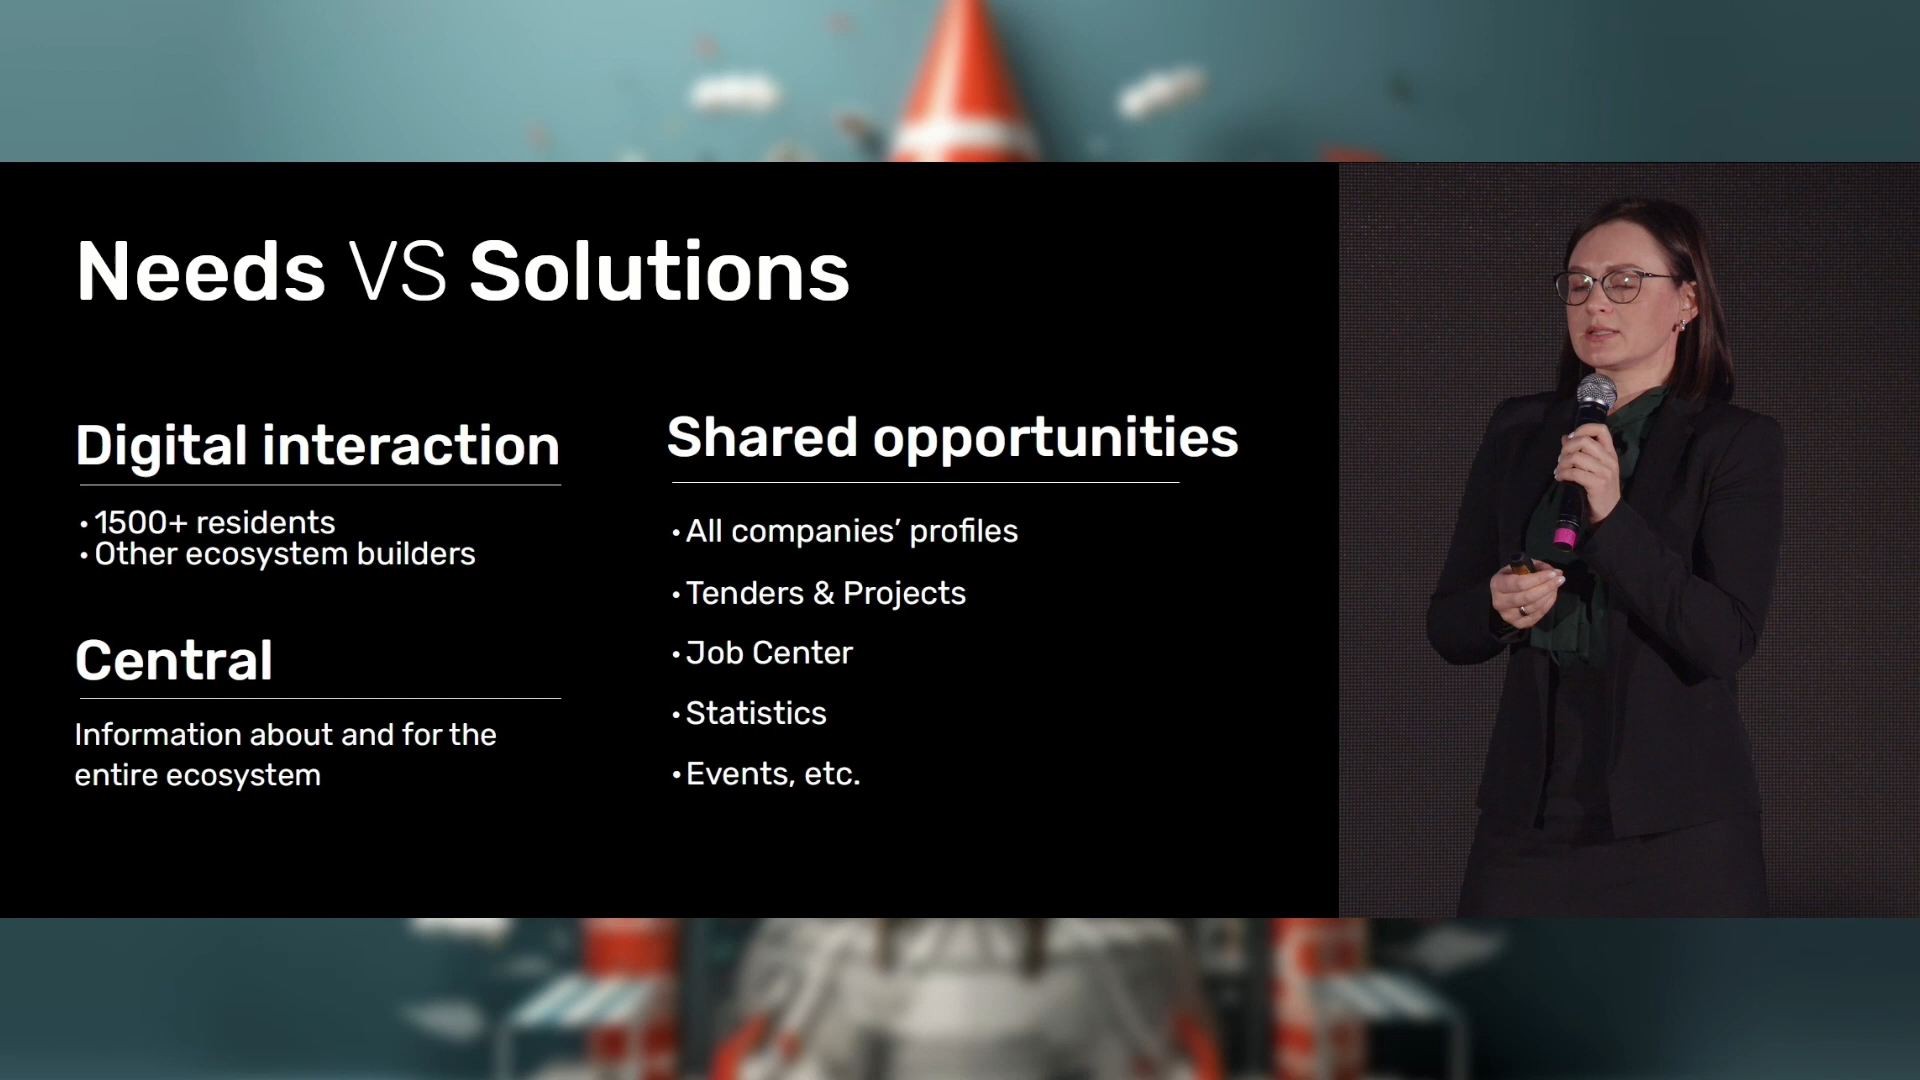 Needs VS Solutions
Digital interaction
• 1500+ residents
• Other ecosystem builders
Central
Information about and for the
entire ecosystem
Shared opportunities
• All companies’ profiles
• Tenders & Projects
• Job Center
• Statistics
• Events, etc.